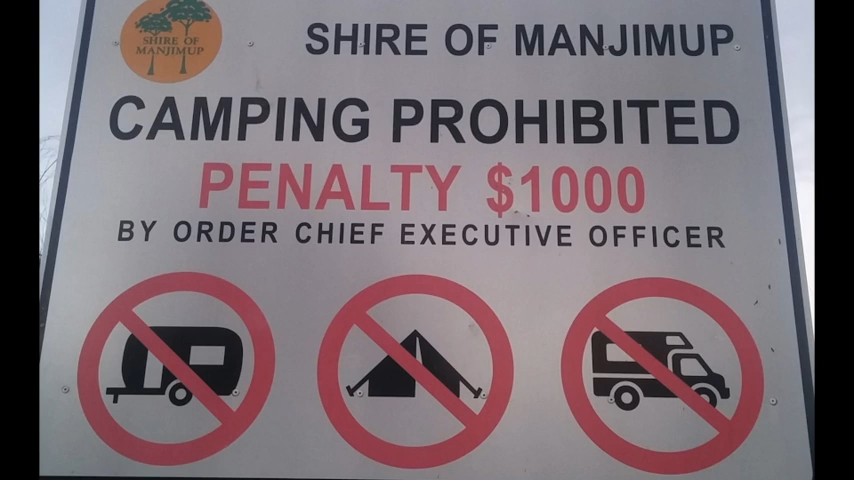 SHIRE OF
MANJIMUP
SHIRE OF MANJIMUP
CAMPING PROHIBITED
PENALTY $1000
BY ORDER CHIEF EXECUTIVE OFFICER